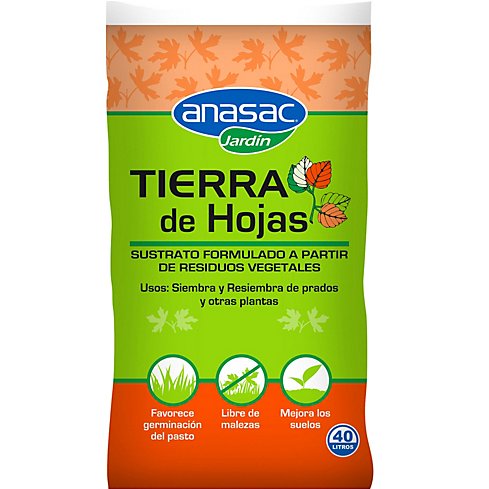 anasac®
Jardín
TIERRA
de Hojas
SUSTRATO FORMULADO A PARTIR
DE RESIDUOS VEGETALES
Usos: Siembra y Resiembra de prados
y otras plantas
Favorece
germinación
del pasto
Libre de
malezas
Mejora los
suelos
40
LITROS